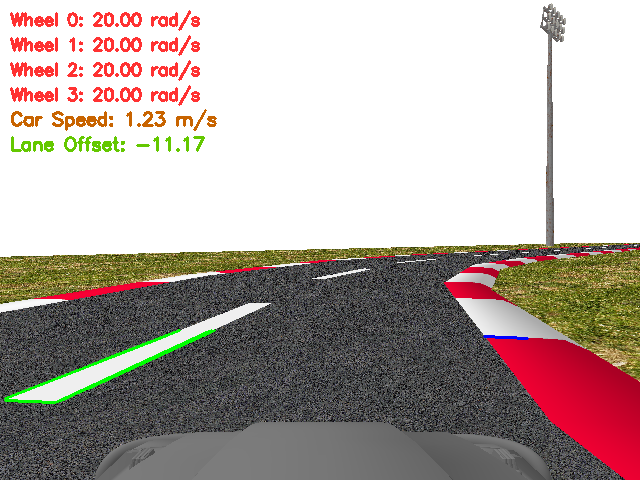 Wheel 0: 20.00 rad/s
Wheel 1: 20.00 rad/s
Wheel 2: 20.00 rad/s
Wheel 3: 20.00 rad/s
Car Speed: 1.23 m/s
Lane Offset: -11.17